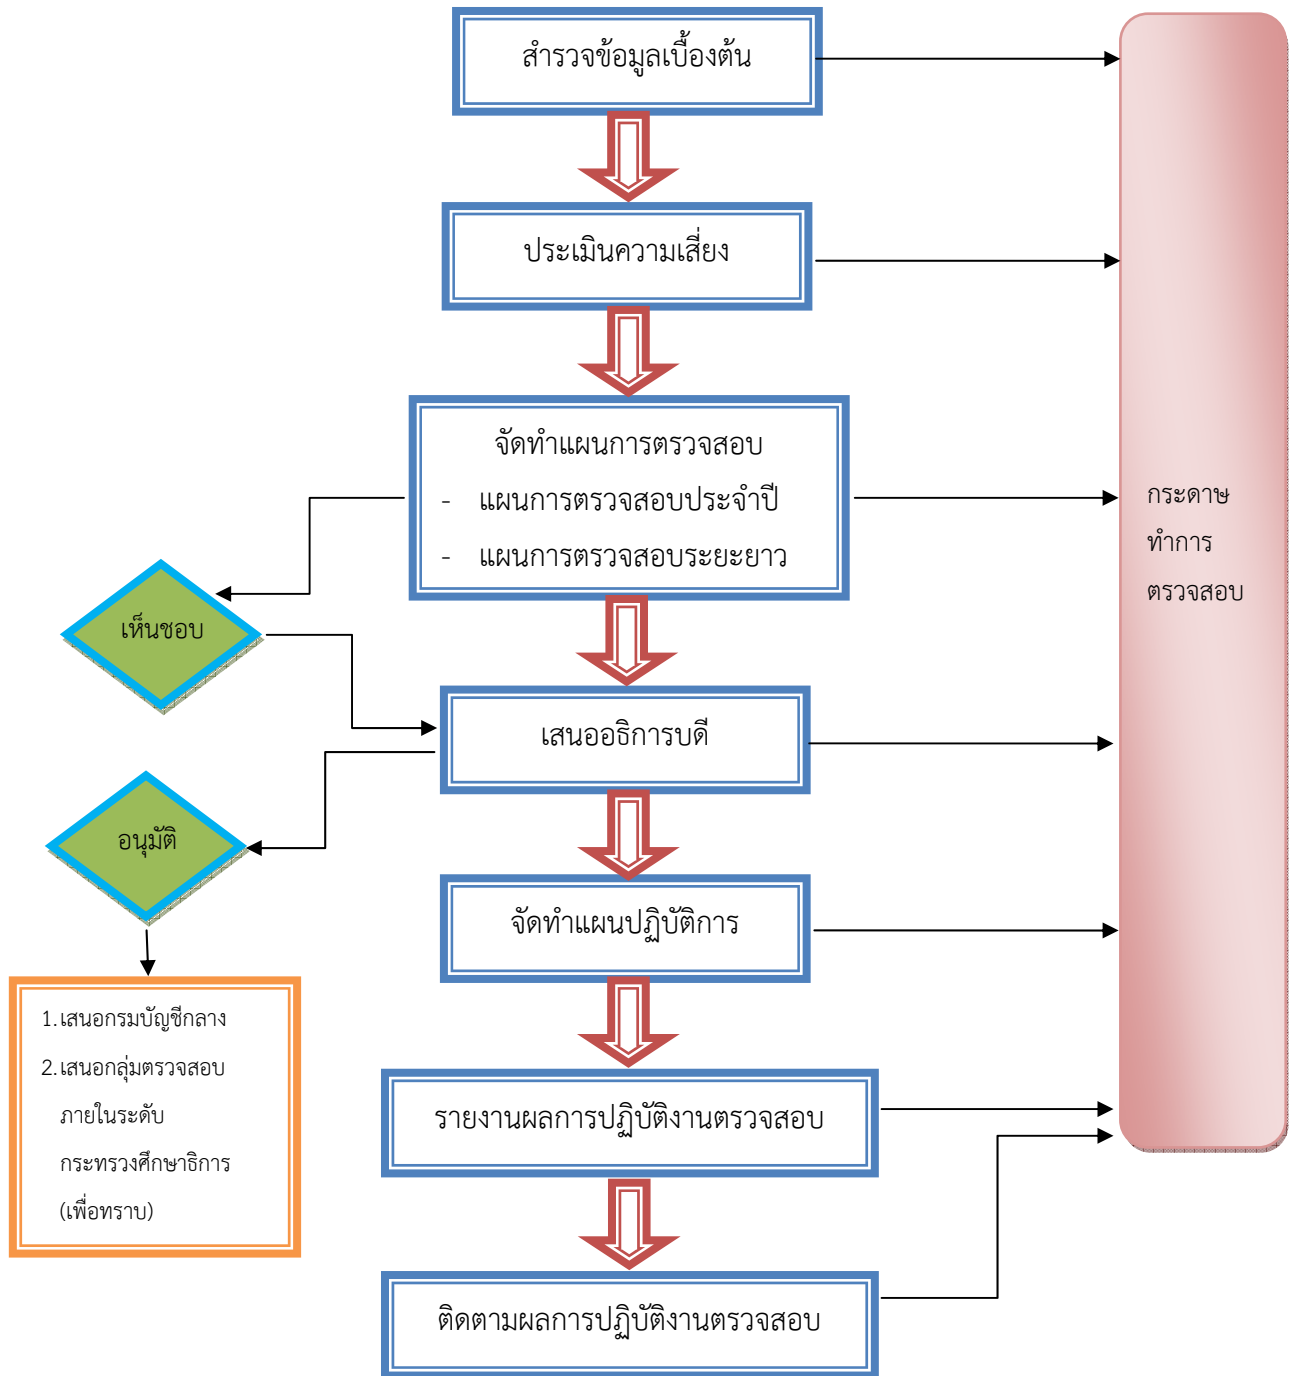 สำรวจข้อมูลเบื้องต้น
ประเมินความเสี่ยง
จัดทำแผนการตรวจสอบ
- แผนการตรวจสอบประจำปี
- แผนการตรวจสอบระยะยาว
กระดาษ
ทำการ
ตรวจสอบ
เห็นชอบ
เสนออธิการบดี
อนุมัติ
จัดทำแผนปฏิบัติการ
1.เสนอกรมบัญชีกลาง
2.เสนอกลุ่มตรวจสอบ
ภายในระดับ
กระทรวงศึกษาธิการ
(เพื่อทราบ)
รายงานผลการปฏิบัติงานตรวจสอบ
ติดตามผลการปฏิบัติงานตรวจสอบ